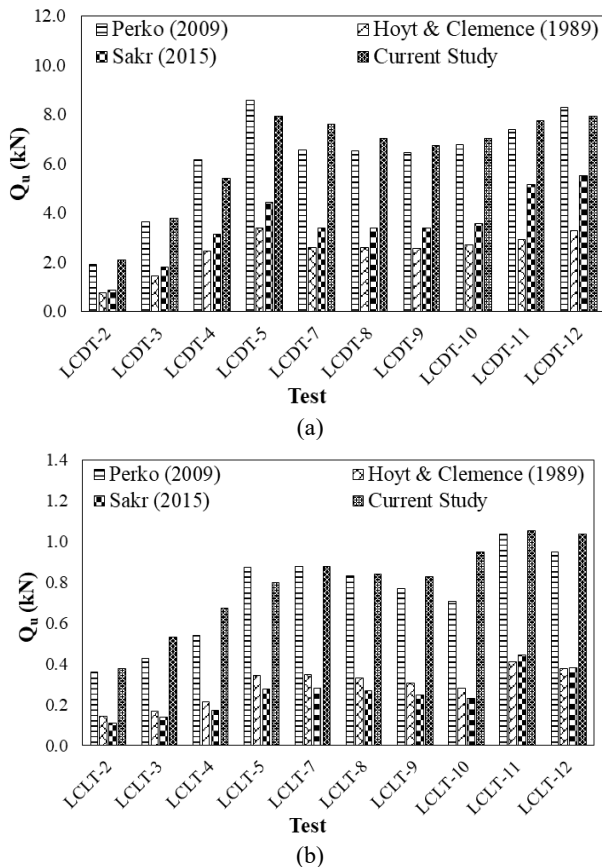 12.0
Perko (2009) Hoyt & Clemence (1989)
Sakr (2015) Current Study
10.0
8.0
6.0
4.0
2.0
0.0
Qu (kN)
LCDT-2
LCDT-3
LCDT-4
LCDT-5
LCDT-7
LCDT-8
LCDT-9
LCDT-10
LCDT-11
LCDT-12
Test
(a)
1.4
Perko (2009) Hoyt & Clemence (1989)
Sakr (2015) Current Study
1.2
1.0
0.8
0.6
0.4
0.2
0.0
Qu (kN)
LCLT-2
LCLT-3
LCLT-4
LCLT-5
LCLT-7
LCLT-8
LCLT-9
LCLT-10
LCLT-11
LCLT-12
Test
(b)